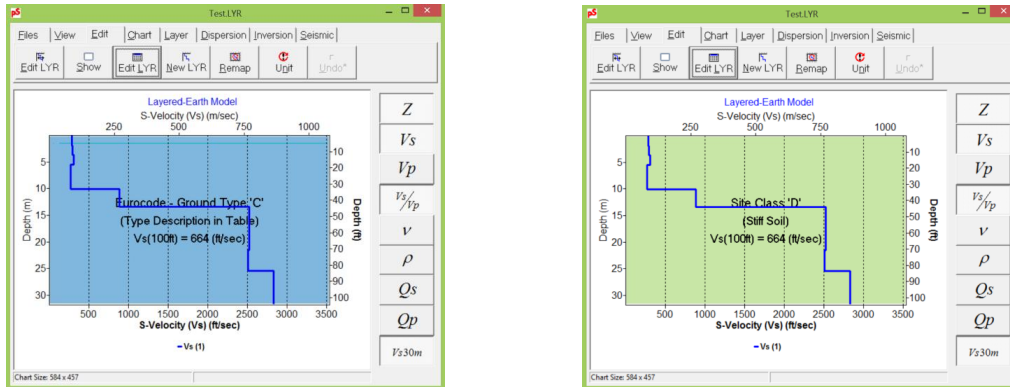 pS Test.LYR
Files View Edit Chart Layer Dispersion Inversion Seismic
Edit LYR Show Edit LYR New LYR Remap Unit Undo*
Layered-Earth Model
S-Velocity (Vs) (m/sec)
250 500 750 1000
Depth (m)
5
10
15
20
25
30
Eurocode - Ground Type 'C'
(Type Description in Table)
Vs(100ft) = 664 (ft/sec)
10
20
30
40
50
60
70
80
90
100
Depth (ft)
500 1000 1500 2000 2500 3000 3500
S-Velocity (Vs) (ft/sec)
Vs (1)
Z
Vs
Vp
Vs/Vp
ν
ρ
Qs
Qp
Vs30m
Chart Size: 584 x 457
pS Test.LYR
Files View Edit Chart Layer Dispersion Inversion Seismic
Edit LYR Show Edit LYR New LYR Remap Unit Undo*
Layered-Earth Model
S-Velocity (Vs) (m/sec)
250 500 750 1000
Depth (m)
5
10
15
20
25
30
Site Class 'D'
(Stiff Soil)
Vs(100ft) = 664 (ft/sec)
10
20
30
40
50
60
70
80
90
100
Depth (ft)
500 1000 1500 2000 2500 3000 3500
S-Velocity (Vs) (ft/sec)
Vs (1)
Z
Vs
Vp
Vs/Vp
ν
ρ
Qs
Qp
Vs30m
Chart Size: 584 x 457